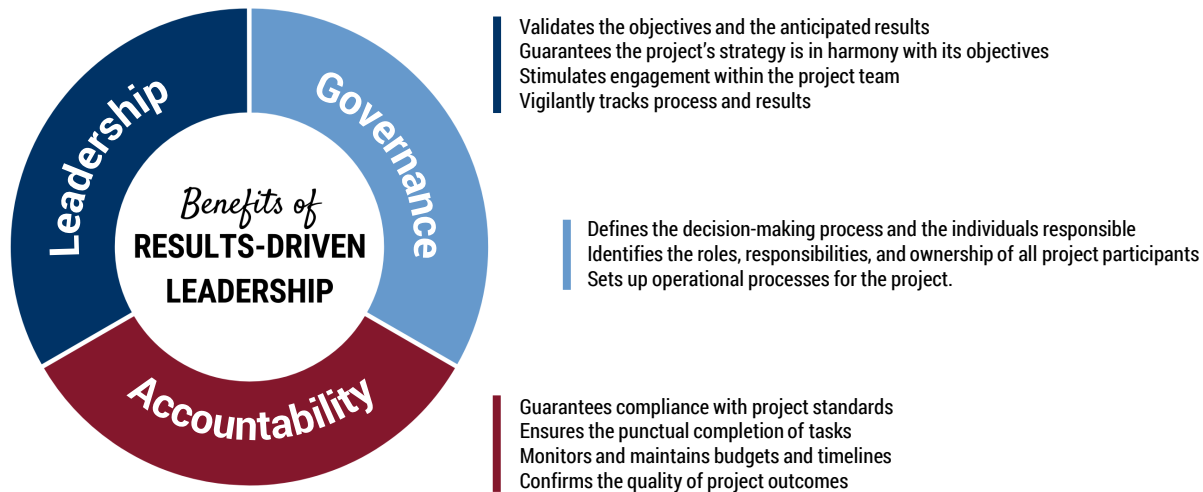 Leadership
Governance
Accountability
Benefits of
RESULTS-DRIVEN
LEADERSHIP
Validates the objectives and the anticipated results
Guarantees the project’s strategy is in harmony with its objectives
Stimulates engagement within the project team
Vigilantly tracks process and results
Defines the decision-making process and the individuals responsible
Identifies the roles, responsibilities, and ownership of all project participants
Sets up operational processes for the project.
Guarantees compliance with project standards
Ensures the punctual completion of tasks
Monitors and maintains budgets and timelines
Confirms the quality of project outcomes